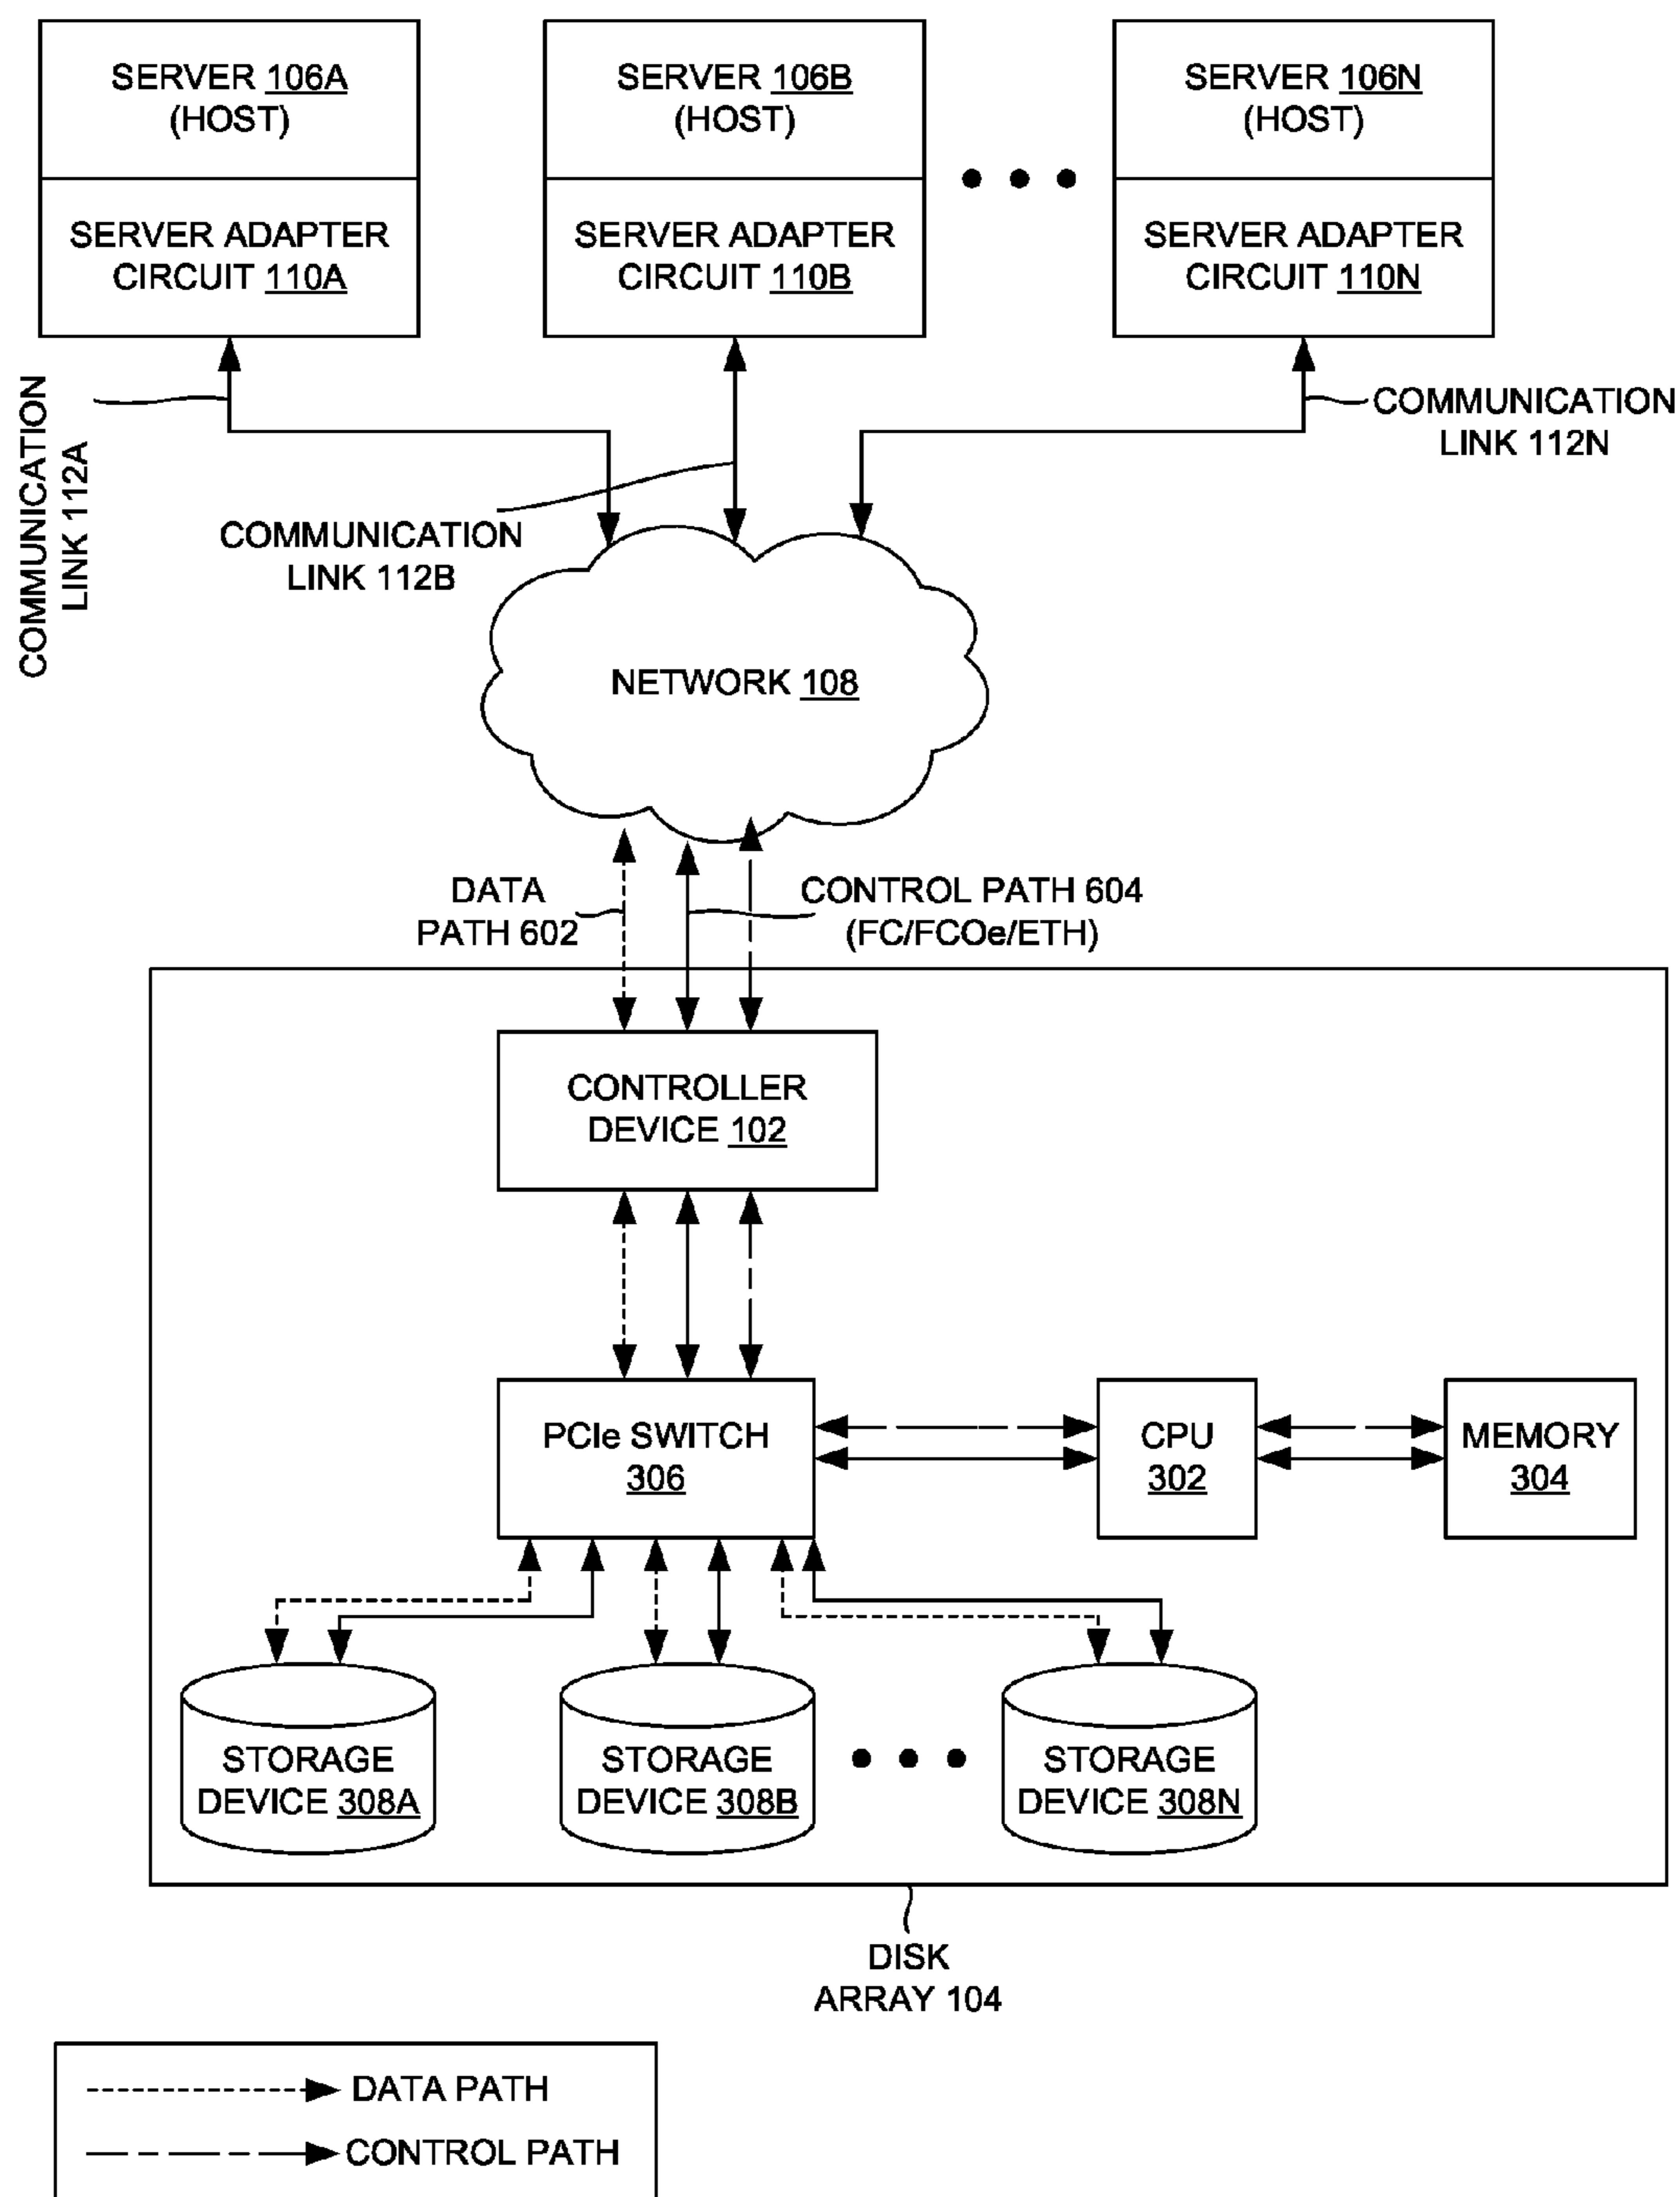 SERVER 106A
(HOST)
SERVER ADAPTER
CIRCUIT 110A
SERVER 106B
(HOST)
SERVER ADAPTER
CIRCUIT 110B
SERVER 106N
(HOST)
SERVER ADAPTER
CIRCUIT 110N
COMMUNICATION
LINK 112A
COMMUNICATION
LINK 112B
COMMUNICATION
LINK 112N
NETWORK 108
DATA
PATH 602
CONTROL PATH 604
(FC/FCOe/ETH)
CONTROLLER
DEVICE 102
PCIe SWITCH
306
CPU
302
MEMORY
304
STORAGE
DEVICE 308A
STORAGE
DEVICE 308B
STORAGE
DEVICE 308N
DISK
ARRAY 104
DATA PATH
CONTROL PATH